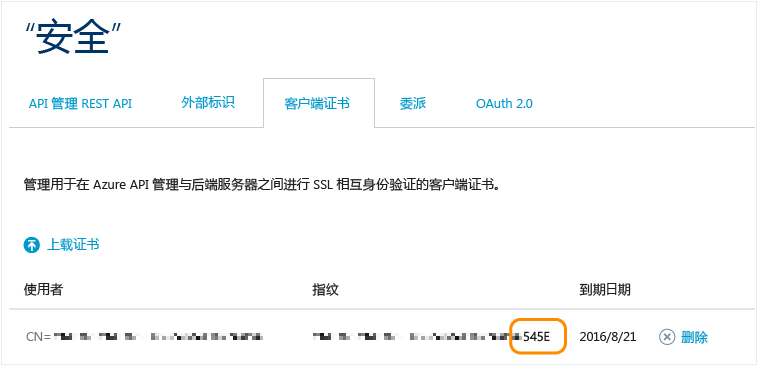 “安全”
API 管理 REST API 外部标识 客户端证书 委派 OAuth 2.0
管理用于在 Azure API 管理与后端服务器之间进行 SSL 相互身份验证的客户端证书。
上载证书
使用者 指纹 到期日期
CN= 545E 2016/8/21 删除